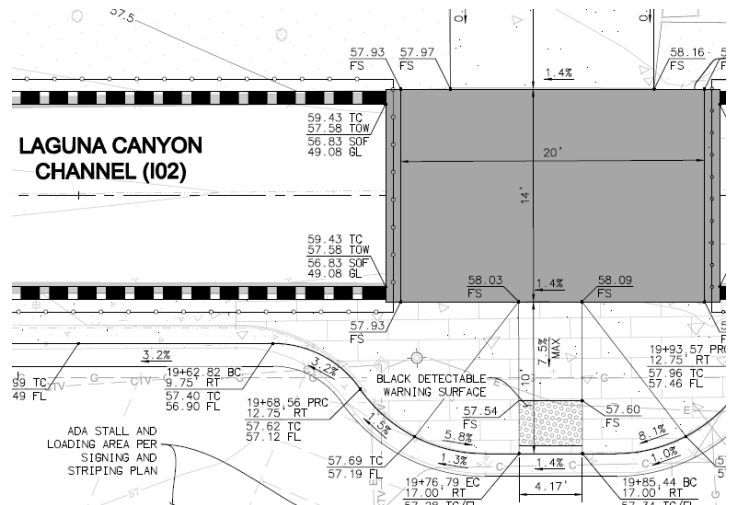 57.5
57.93
FS
57.97
FS
1.4%
58.16
FS
59.43 TC
57.58 TOW
56.83 SOF
49.08 GL
LAGUNA CANYON
CHANNEL (I02)
20'
14'
59.43 TC
57.58 TOW
56.83 SOF
49.08 GL
58.03
FS
1.4%
58.09
FS
57.93
FS
7.5%
MAX
10'
3.2%
19+62.82 BC
9.75' RT
57.40 TC
56.90 FL
3.2%
19+68.56 PRC
12.75' RT
57.62 TC
57.12 FL
BLACK DETECTABLE
WARNING SURFACE
19+93.57 PRC
12.75' RT
57.96 TC
57.46 FL
99 TC
49 FL
57.54
FS
57.60
FS
1.5%
5.8%
8.1%
ADA STALL AND
LOADING AREA PER
SIGNING AND
STRIPING PLAN
57.69 TC
57.19 FL
1.3%
1.4%
1.0%
19+76.79 EC
17.00' RT
4.17'
19+85.44 BC
17.00' RT
57